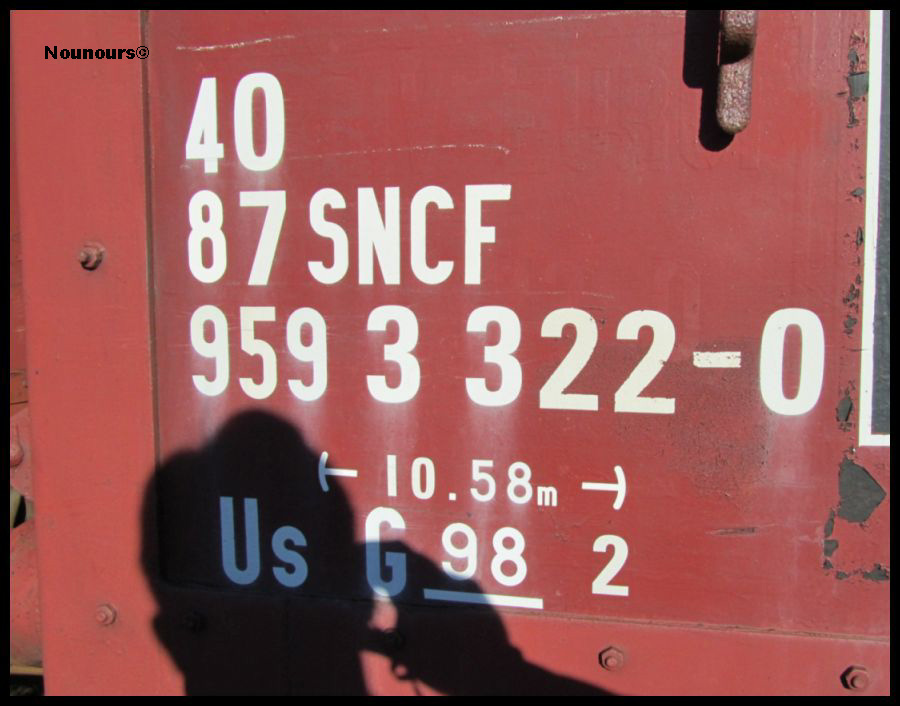 Nounours©
40
87 SNCF
959 3 322-0
10.58m
Us G 98 2